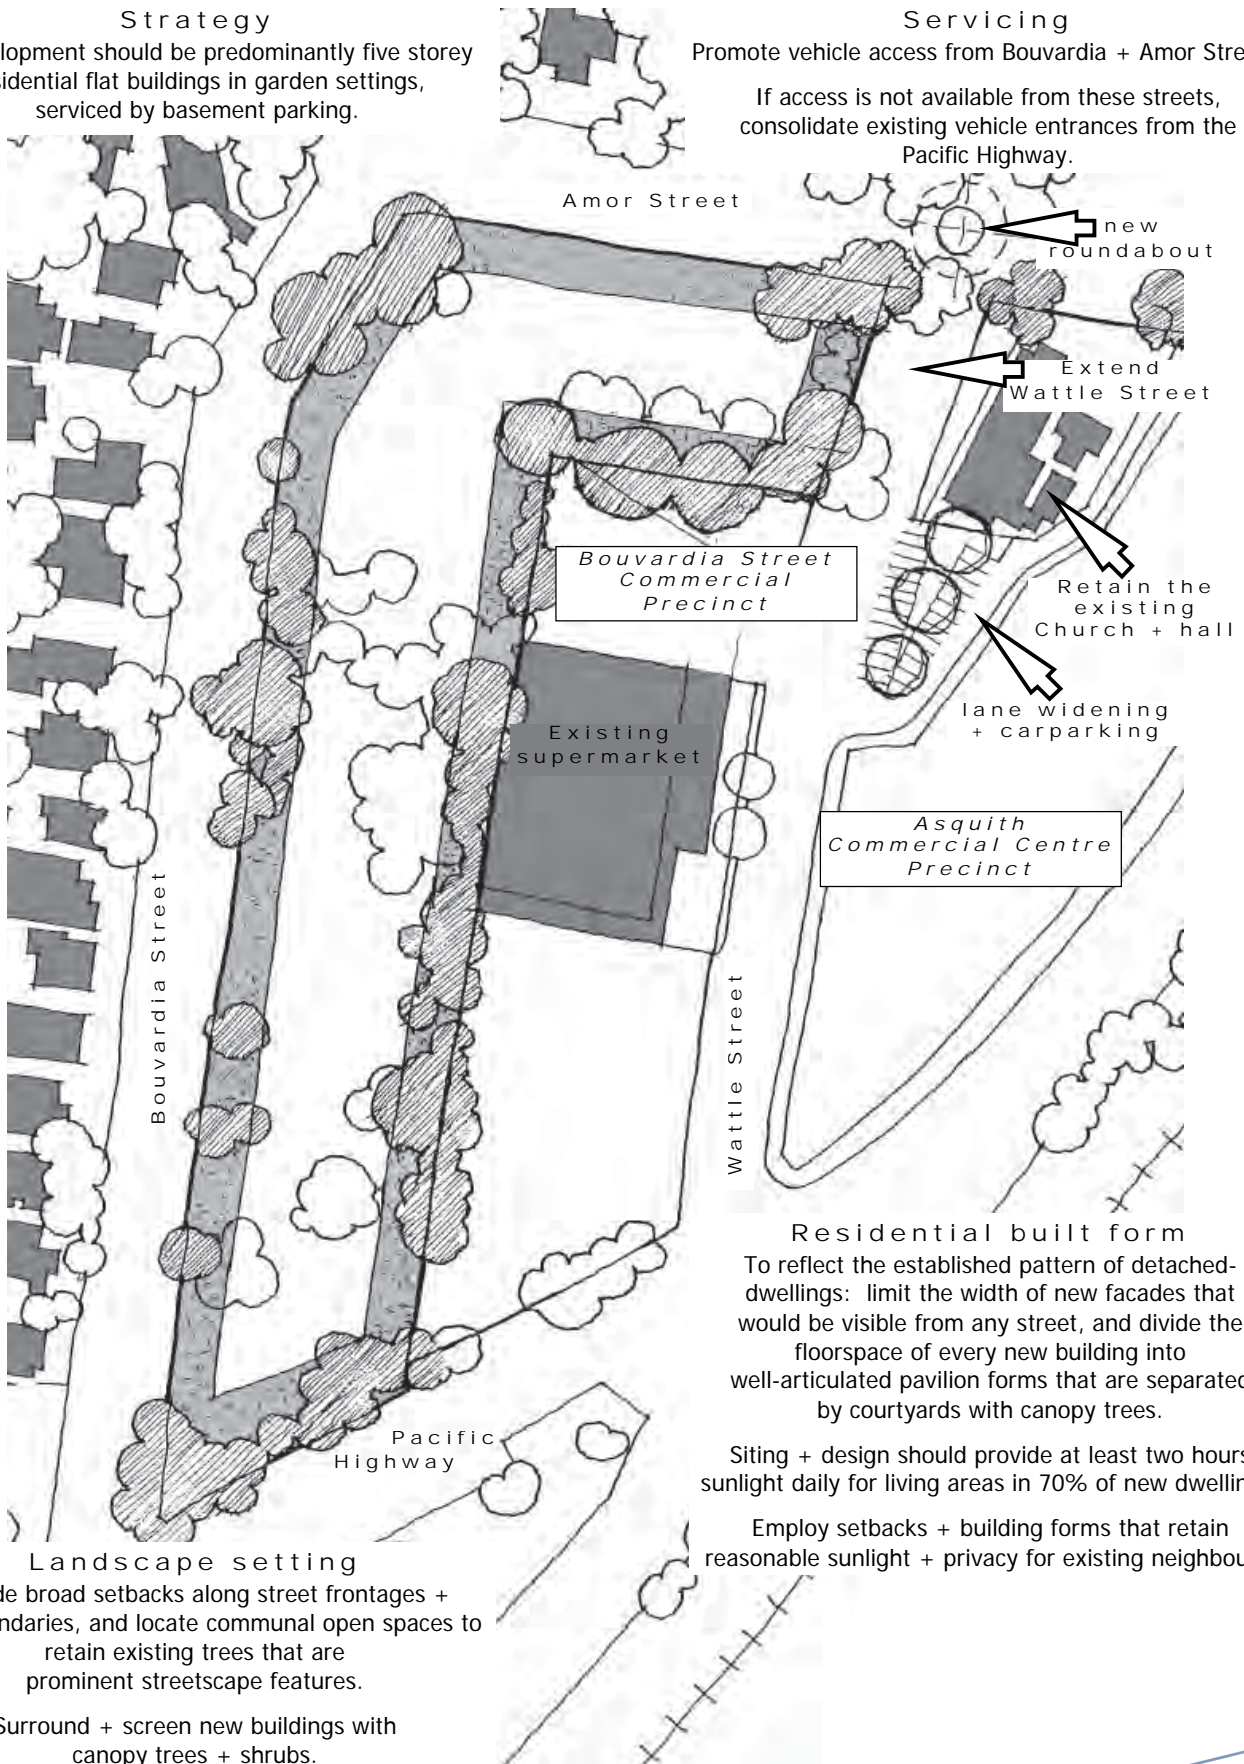 Strategy
lopment should be predominantly five storey
sidential flat buildings in garden settings,
serviced by basement parking.
Servicing
Promote vehicle access from Bouvardia + Amor Stre
If access is not available from these streets,
consolidate existing vehicle entrances from the
Pacific Highway.
Amor Street
new
roundabout
Extend
Wattle Street
Bouvardia Street
Commercial
Precinct
Retain the
existing
Church + hall
lane widening
+ carparking
Existing
supermarket
Asquith
Commercial Centre
Precinct
Bouvardia Street
Wattle Street
Pacific
Highway
Residential built form
To reflect the established pattern of detached-
dwellings: limit the width of new facades that
would be visible from any street, and divide the
floorspace of every new building into
well-articulated pavilion forms that are separated
by courtyards with canopy trees.
Siting + design should provide at least two hours
sunlight daily for living areas in 70% of new dwellin
Employ setbacks + building forms that retain
reasonable sunlight + privacy for existing neighbou
Landscape setting
de broad setbacks along street frontages +
ndaries, and locate communal open spaces to
retain existing trees that are
prominent streetscape features.
Surround + screen new buildings with
canopy trees + shrubs.